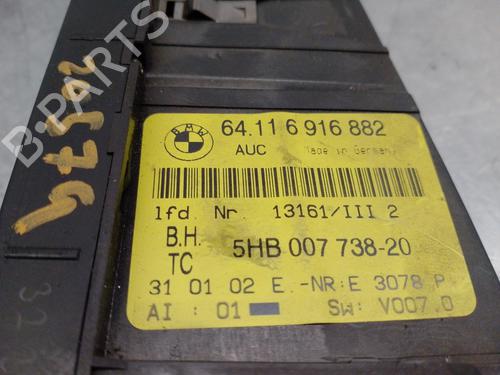 BMW
64.11 6 916 882
AUC made in Germany
lfd. Nr. 13161/III 2
B.H.
TC
5HB 007 738-20
31 01 02 E.-NR:E 3078 P
AI: 01 SW: V007.0
B-PARTS